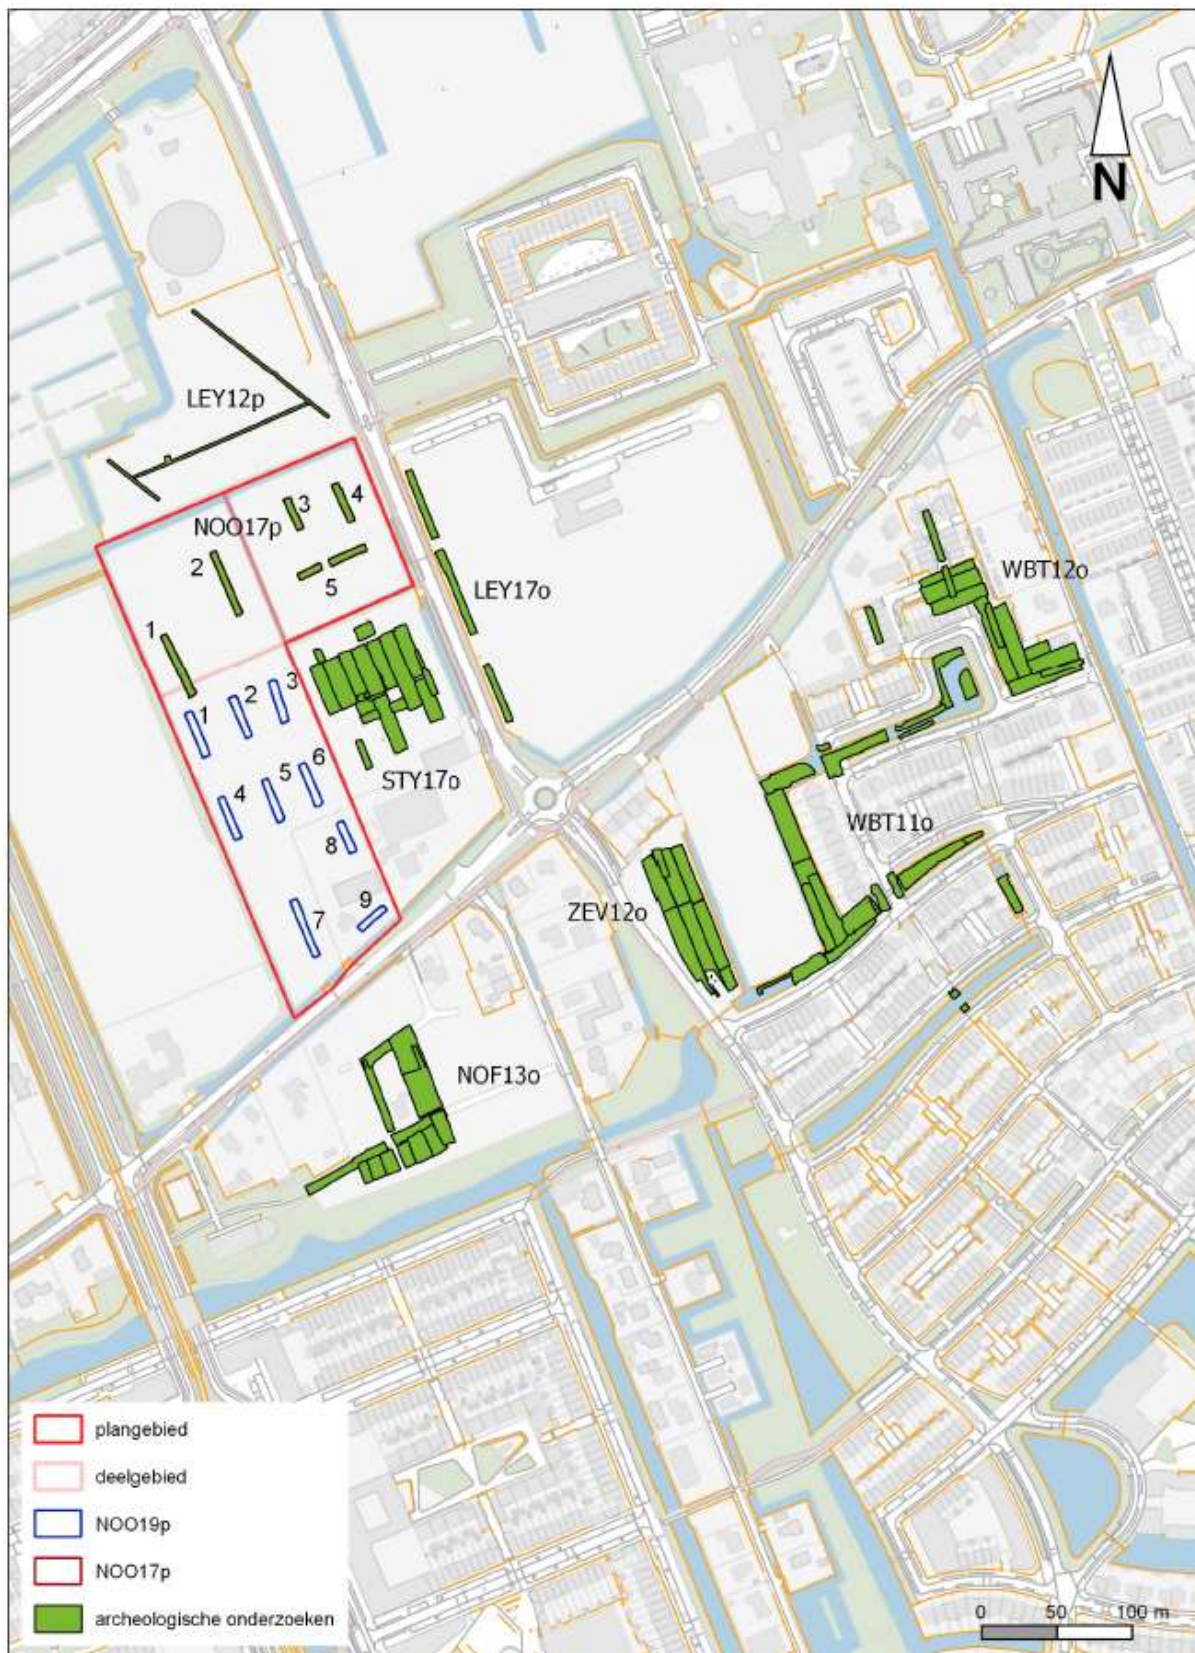 N
LEY12p
NOO17p
3
4
2
5
1
LEY17o
WBT12o
1
2
3
STY17o
4
5
6
8
7
9
WBT11o
ZEV12o
NOF13o
plangebied
deelgebied
NOO19p
NOO17p
archeologische onderzoeken
0 50 100 m